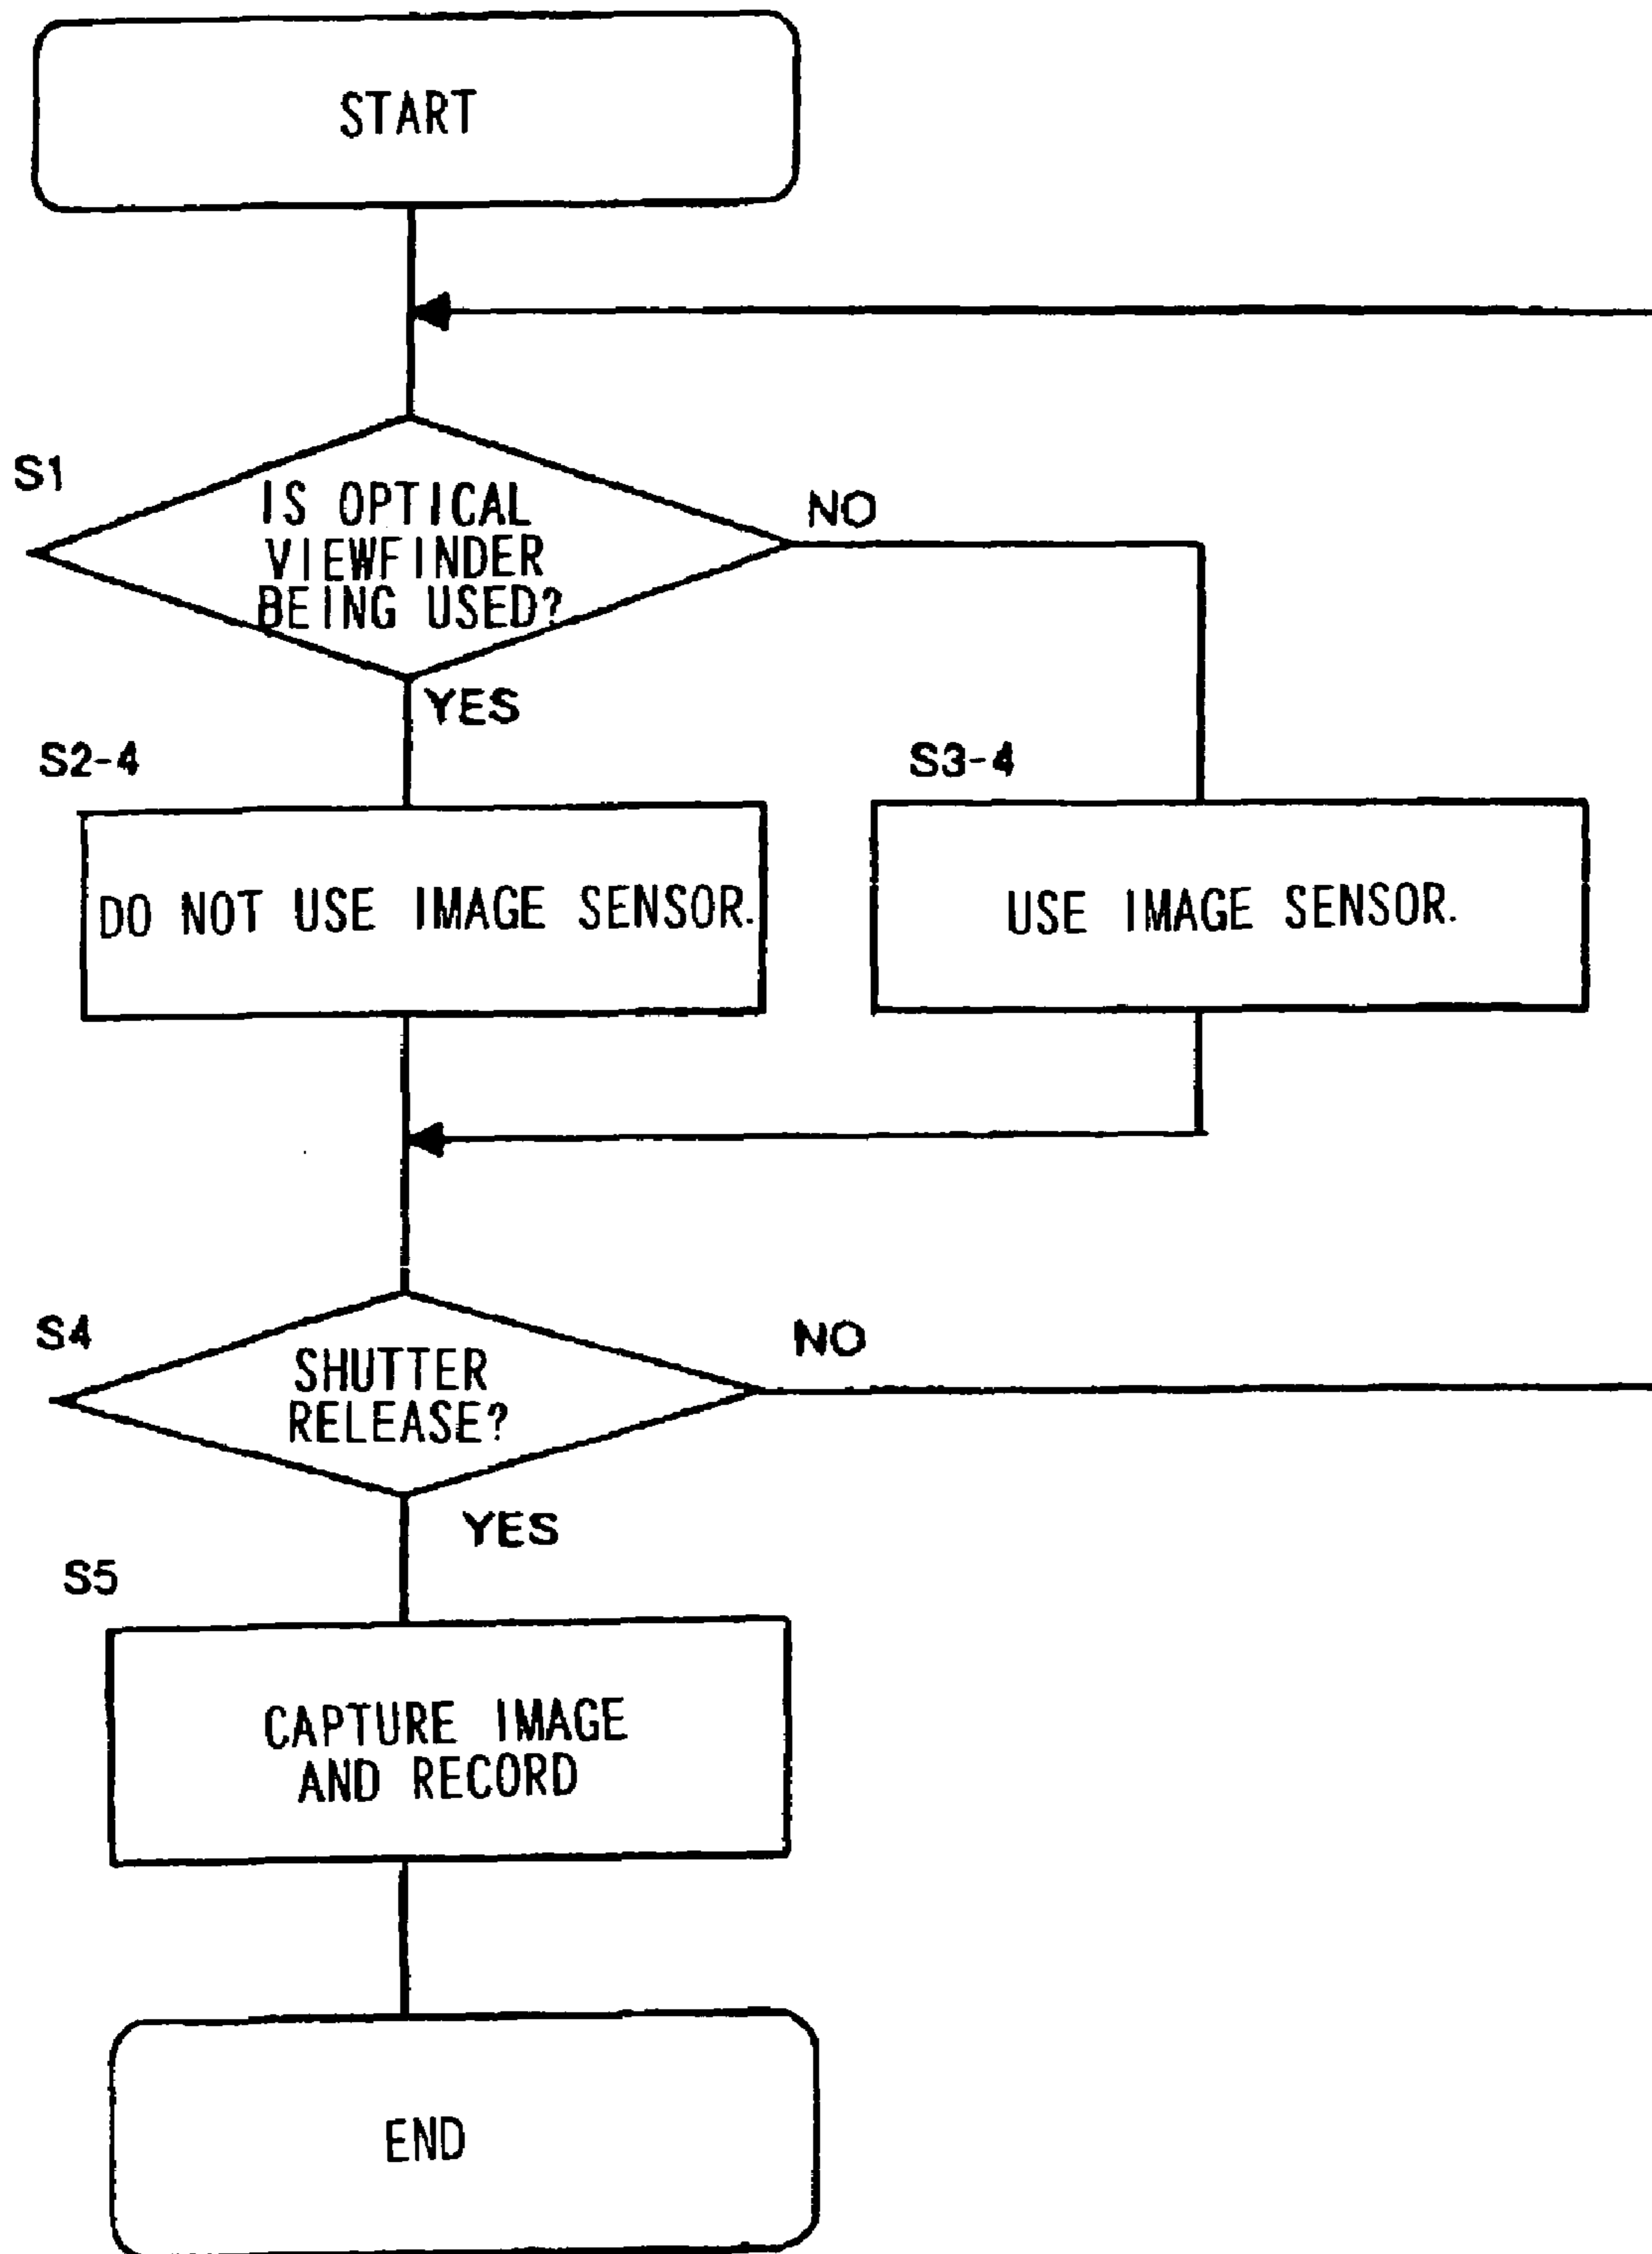 START
S1
IS OPTICAL
VIEWFINDER
BEING USED?
NO
YES
S2-4
DO NOT USE IMAGE SENSOR.
S3-4
USE IMAGE SENSOR.
S4
SHUTTER
RELEASE?
NO
YES
S5
CAPTURE IMAGE
AND RECORD
END